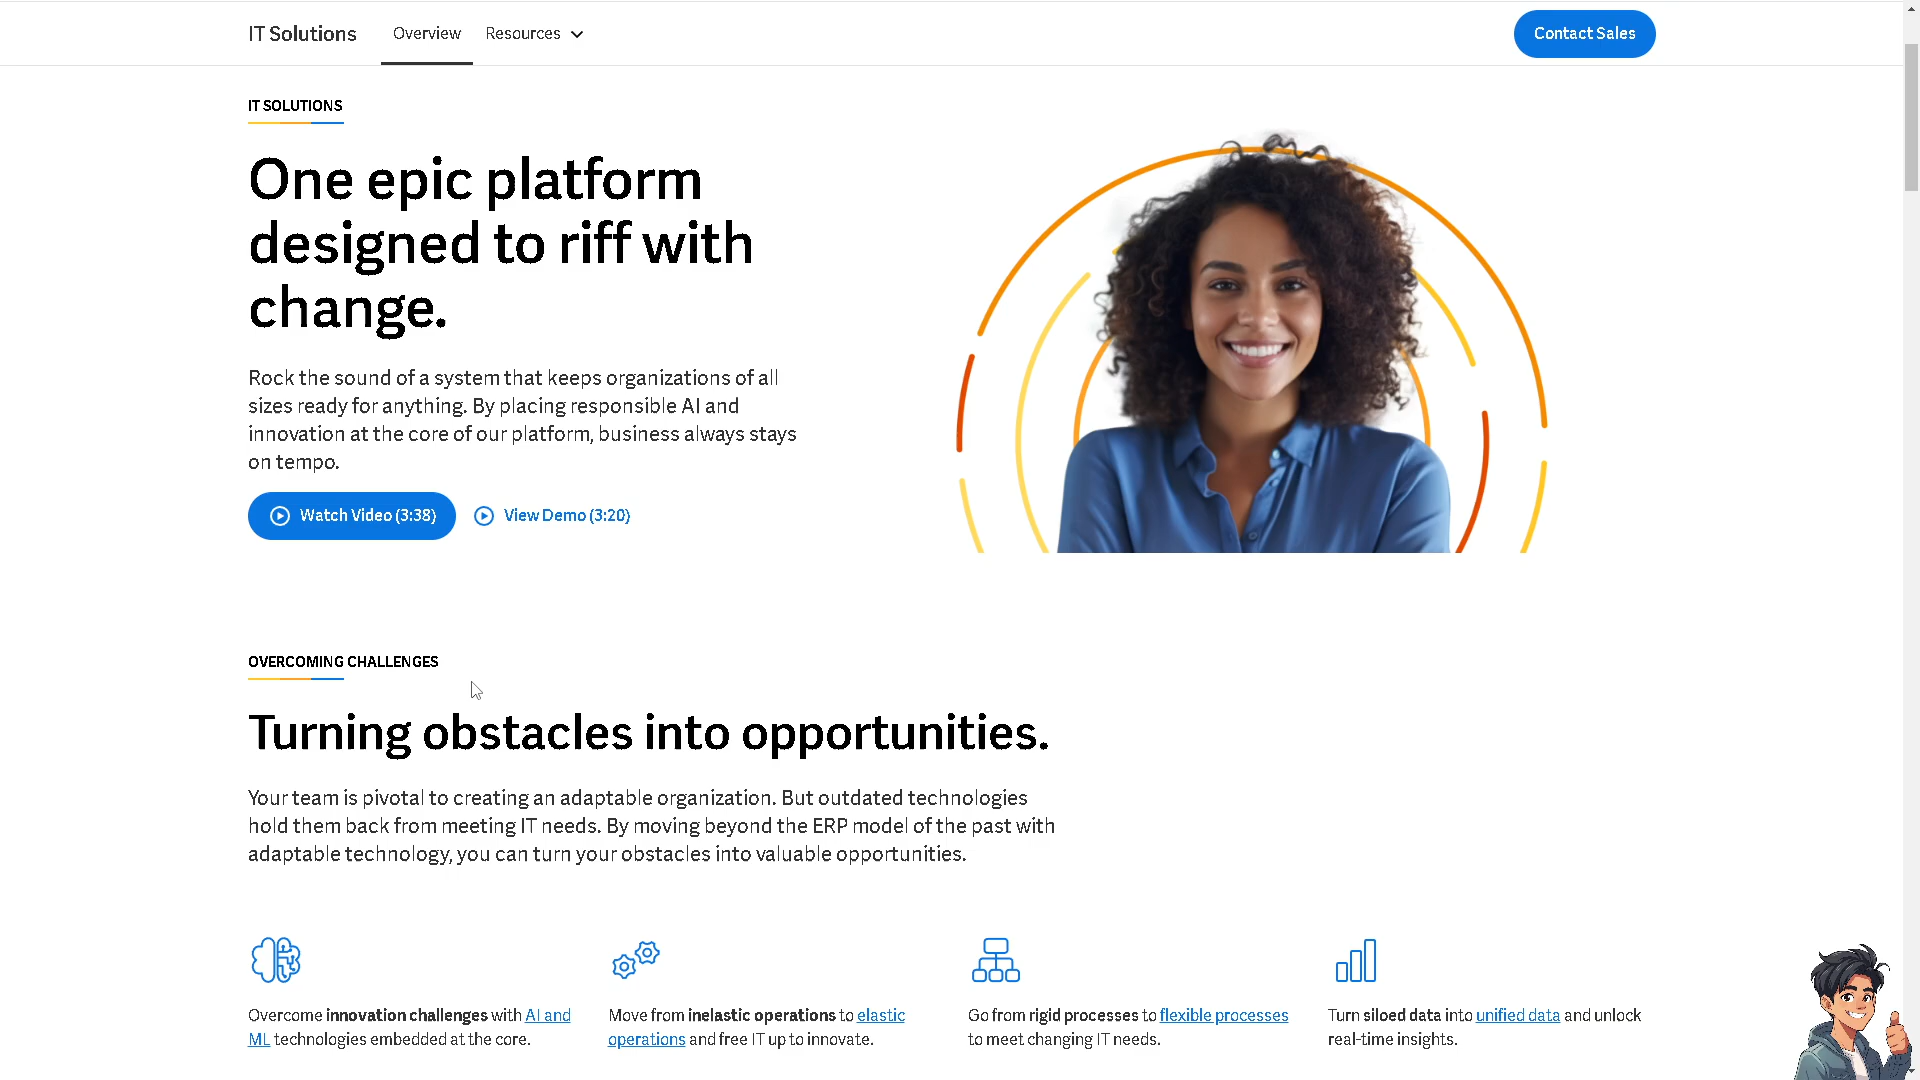 IT Solutions
Overview
Resources
Contact Sales
IT SOLUTIONS
One epic platform
designed to riff with
change.
Rock the sound of a system that keeps organizations of all
sizes ready for anything. By placing responsible AI and
innovation at the core of our platform, business always stays
on tempo.
Watch Video (3:38)
View Demo (3:20)
OVERCOMING CHALLENGES
Turning obstacles into opportunities.
Your team is pivotal to creating an adaptable organization. But outdated technologies
hold them back from meeting IT needs. By moving beyond the ERP model of the past with
adaptable technology, you can turn your obstacles into valuable opportunities.
Overcome innovation challenges with AI and
ML technologies embedded at the core.
Move from inelastic operations to elastic
operations and free IT up to innovate.
Go from rigid processes to flexible processes
to meet changing IT needs.
Turn siloed data into unified data and unlock
real-time insights.